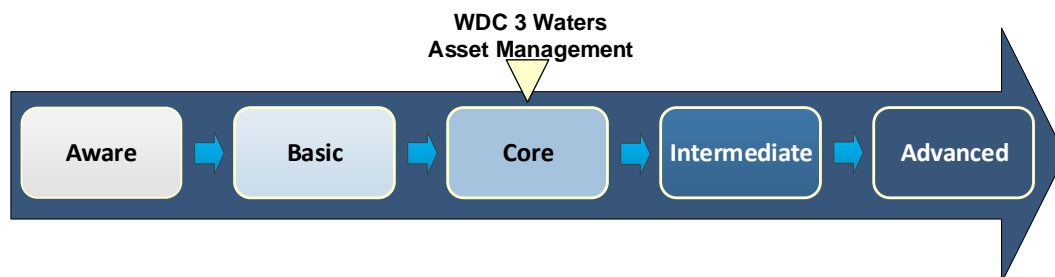 WDC 3 Waters
Asset Management
Aware
Basic
Core
Intermediate
Advanced